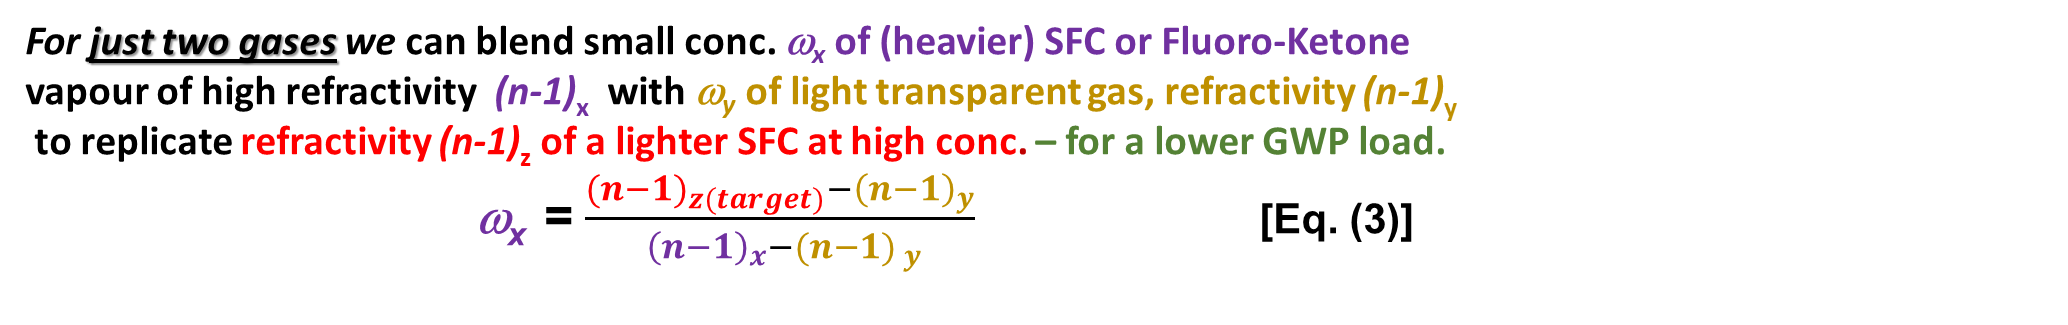 For just two gases we can blend small conc. ωx of (heavier) SFC or Fluoro-Ketone
vapour of high refractivity (n-1)x with ωy of light transparent gas, refractivity (n-1)y
to replicate refractivity (n-1)z of a lighter SFC at high conc. – for a lower GWP load.
ωx = \frac{(n−1)z(target)−(n−1)y}{(n−1)x−(n−1) y} [Eq. (3)]